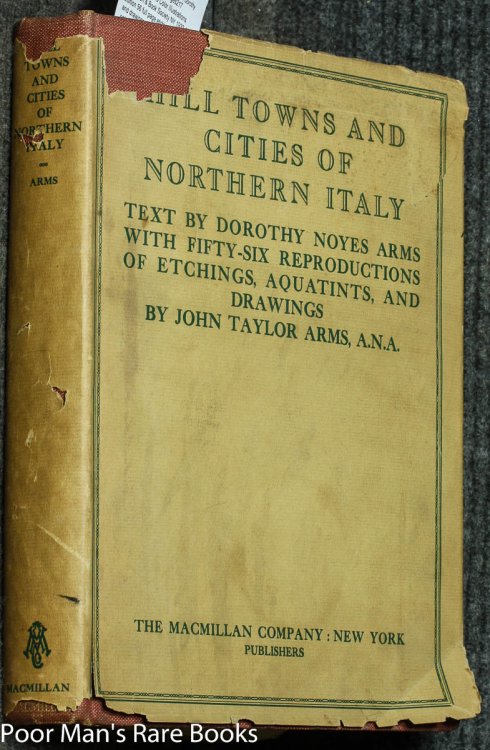 TOWNS
AND
CITIES
OF
NORTHERN
ITALY
ARMS
MACMILLAN
HILL TOWNS AND
CITIES OF
NORTHERN ITALY
TEXT BY DOROTHY NOYES ARMS
WITH FIFTY-SIX REPRODUCTIONS
OF ETCHINGS, AQUATINTS, AND
DRAWINGS
BY JOHN TAYLOR ARMS, A.N.A.
THE MACMILLAN COMPANY : NEW YORK
PUBLISHERS
Poor Man's Rare Books